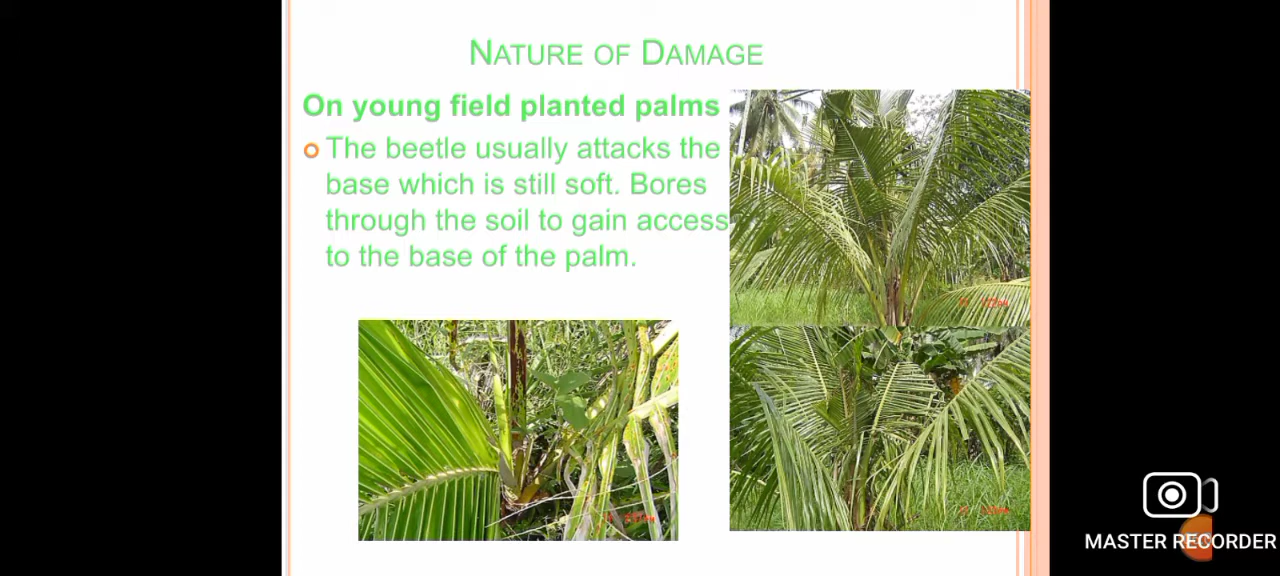 NATURE OF DAMAGE
On young field planted palms
The beetle usually attacks the
base which is still soft. Bores
through the soil to gain access
to the base of the palm.
MASTER RECORDER